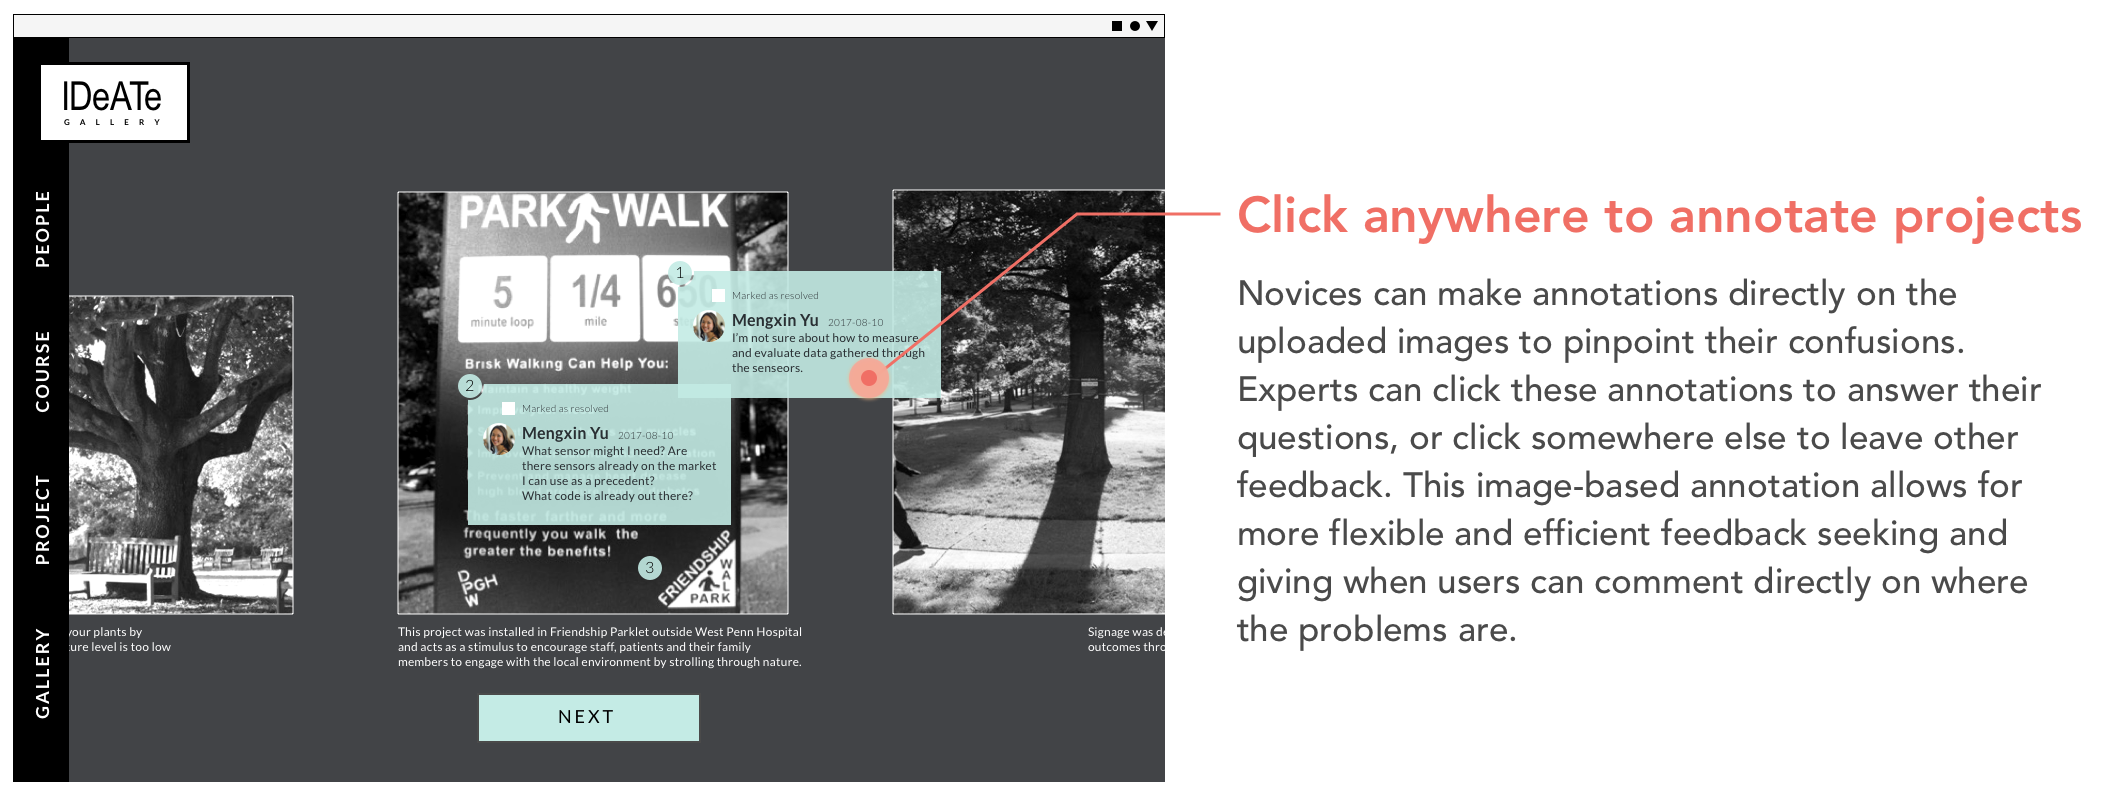 IDeATe
GALLERY
PEOPLE
COURSE
PROJECT
GALLERY
your plants by
ture level is too low
PARK WALK
5
minute loop
1/4
mile
650
Brisk Walking Can Help You:
1
Marked as resolved
Mengxin Yu 2017-08-10
I'm not sure about how to measure
and evaluate data gathered through
the senseors.
2
Maintain a healthy weight
Marked as resolved
Mengxin Yu 2017-08-10
What sensor might I need? Are
there sensors already on the market
I can use as a precedent?
What code is already out there?
The faster farther and more
frequently you walk the
greater the benefits!
3
DPGH
W
FRIENDSHIP
WALK
PARK
This project was installed in Friendship Parklet outside West Penn Hospital
and acts as a stimulus to encourage staff, patients and their family
members to engage with the local environment by strolling through nature.
NEXT
Signage was de
outcomes thro
Click anywhere to annotate projects
Novices can make annotations directly on the
uploaded images to pinpoint their confusions.
Experts can click these annotations to answer their
questions, or click somewhere else to leave other
feedback. This image-based annotation allows for
more flexible and efficient feedback seeking and
giving when users can comment directly on where
the problems are.